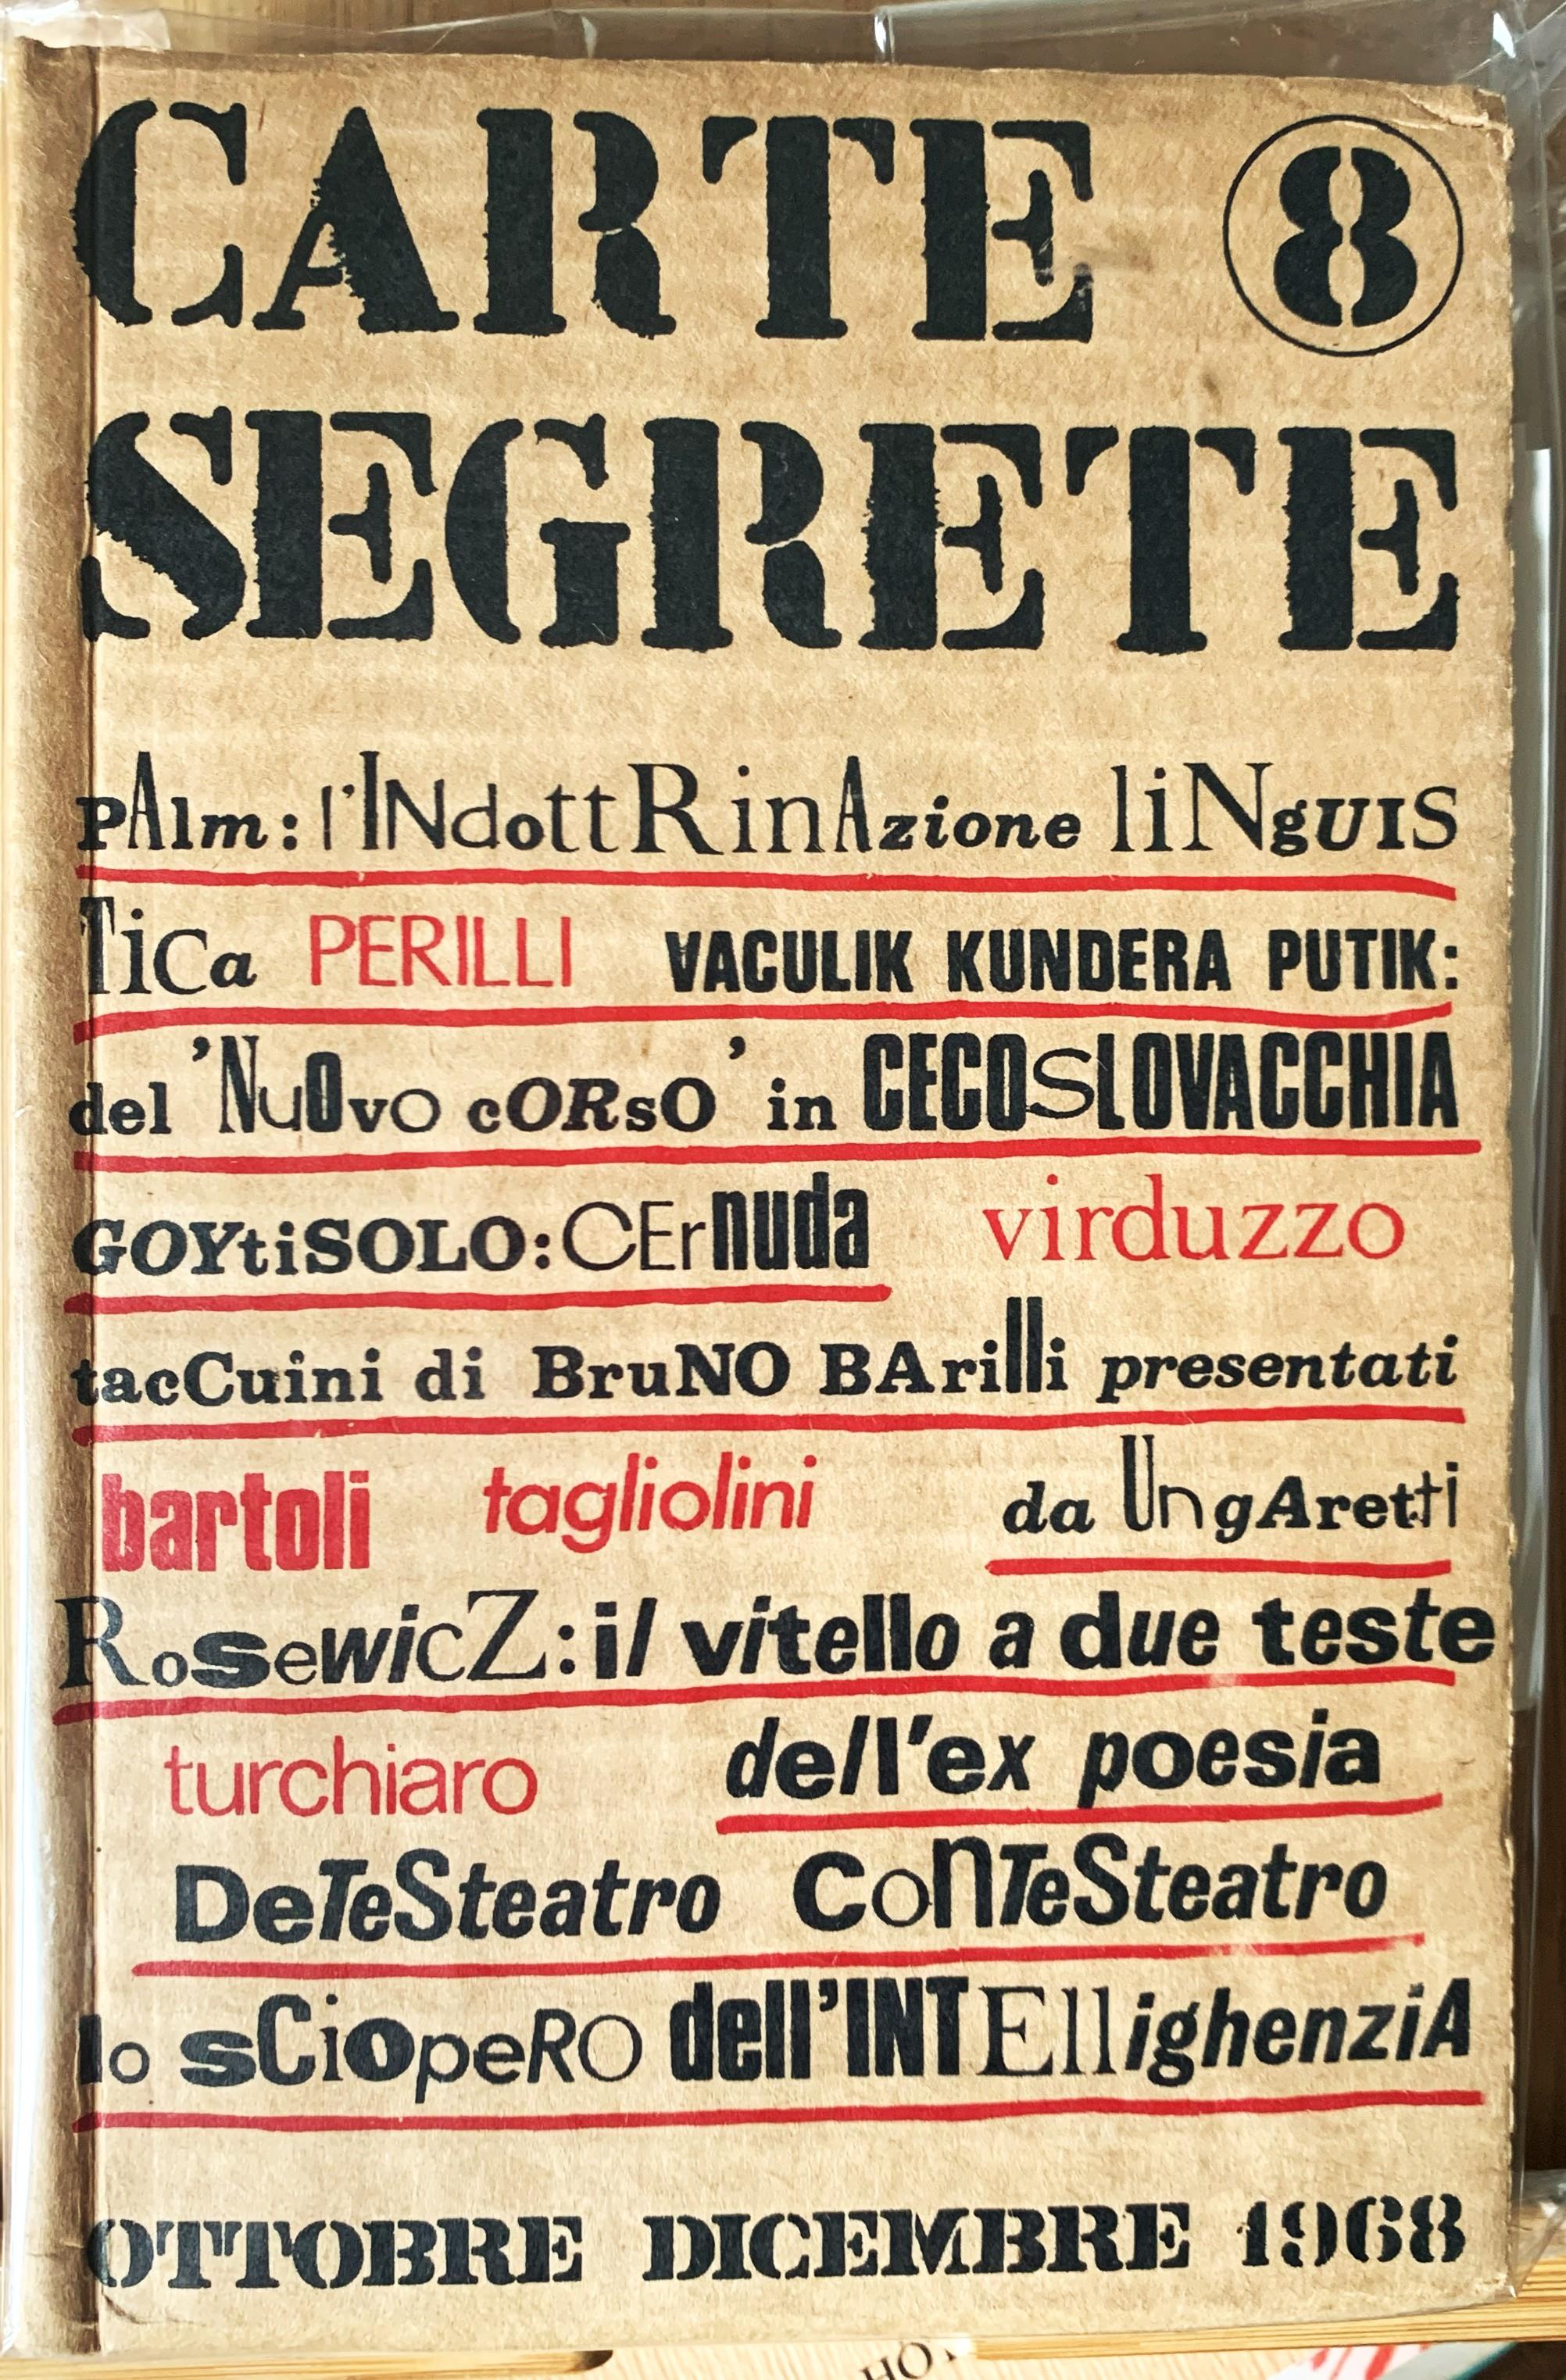 CARTE 8
SEGRETE
pAlm: l'INdottRinAzione liNgUIS
TiCa PERILLI VACULIK KUNDERA PUTIK:
del 'NuOvo cORsO' in CECOSLOVACCHIA
GOYtiSOLO: CErnuda virduzzo
tacCuini di BruNO BArilli presentati
bartoli tagliolini da UngAretti
RosewicZ: il vitello a due teste
turchiaro dell'ex poesia
DeTeSteatro CoNTeSteatro
lo sCiopeRO dell'INTEllighenziA
OTTOBRE DICEMBRE 1968